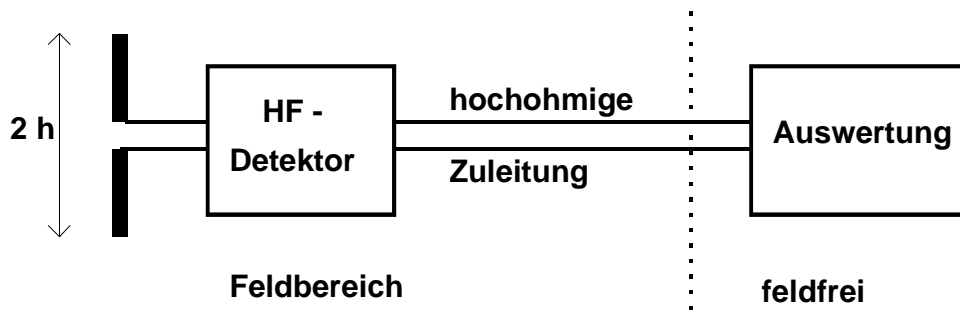 2 h
HF -
Detektor
hochohmige
Zuleitung
Auswertung
Feldbereich
feldfrei